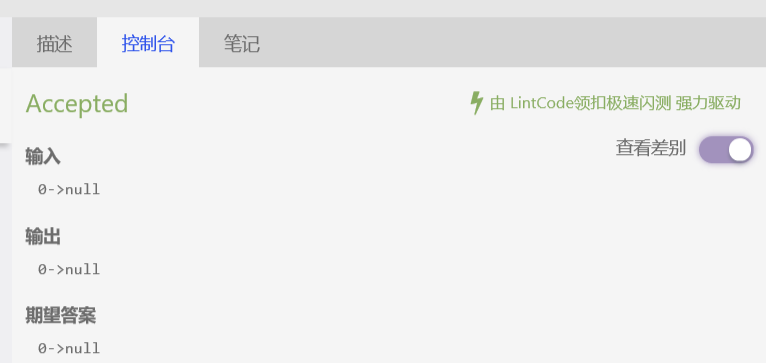 描述 控制台 笔记
Accepted 由 LintCode领扣极速闪测 强力驱动
查看差别
输入
0->null
输出
0->null
期望答案
0->null